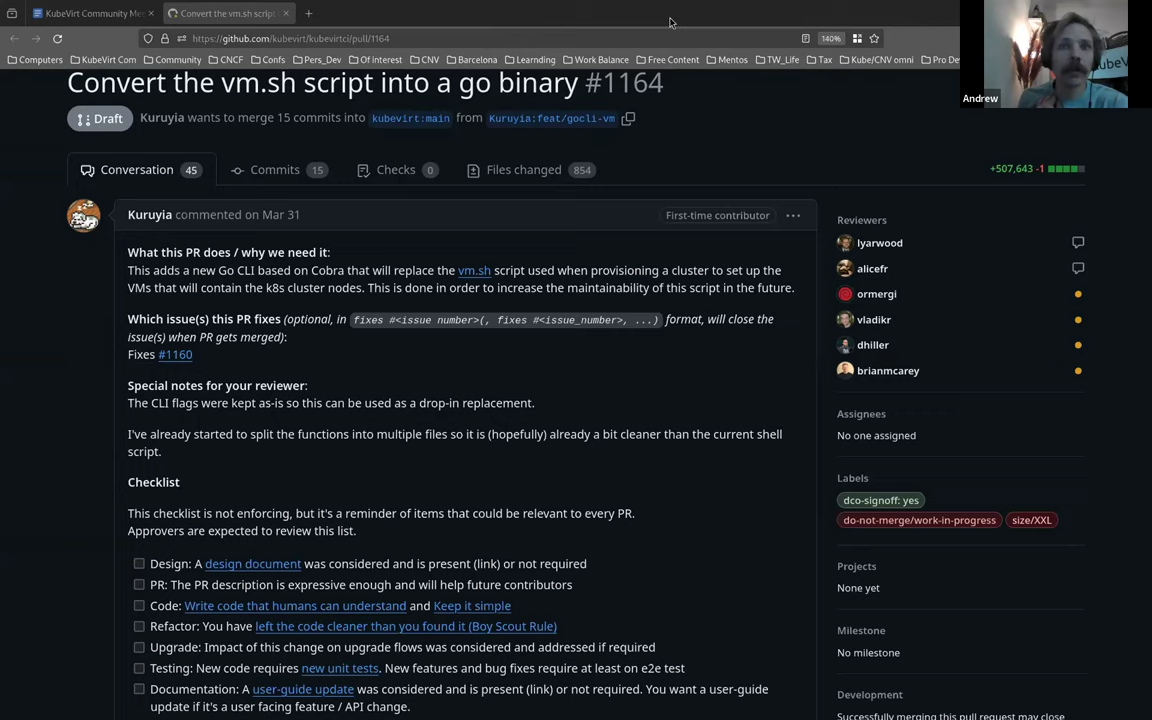 KubeVirt Community Me
Convert the vm.sh script
https://github.com/kubevirt/kubevirtci/pull/1164
140%
Computers
KubeVirt Com
Community
CNCF
Confs
Pers_Dev
Of interest
CNV
Barcelona
Learnding
Work Balance
Free Content
Mentos
TW_Life
Tax
Kube/CNV omni
Pro De
Andrew
Convert the vm.sh script into a go binary #1164
Draft
Kuruyia wants to merge 15 commits into kubevirt:main from Kuruyia:feat/gocli-vm
Conversation 45
Commits 15
Checks 0
Files changed 854
+507,643 -1
Kuruyia commented on Mar 31
First-time contributor
What this PR does / why we need it:
This adds a new Go CLI based on Cobra that will replace the vm.sh script used when provisioning a cluster to set up the
VMs that will contain the k8s cluster nodes. This is done in order to increase the maintainability of this script in the future.
Which issue(s) this PR fixes (optional, in fixes #<issue number>(, fixes #<issue_number>, ...) format, will close the
issue(s) when PR gets merged):
Fixes #1160
Special notes for your reviewer:
The CLI flags were kept as-is so this can be used as a drop-in replacement.
I've already started to split the functions into multiple files so it is (hopefully) already a bit cleaner than the current shell
script.
Checklist
This checklist is not enforcing, but it's a reminder of items that could be relevant to every PR.
Approvers are expected to review this list.
Design: A design document was considered and is present (link) or not required
PR: The PR description is expressive enough and will help future contributors
Code: Write code that humans can understand and Keep it simple
Refactor: You have left the code cleaner than you found it (Boy Scout Rule)
Upgrade: Impact of this change on upgrade flows was considered and addressed if required
Testing: New code requires new unit tests. New features and bug fixes require at least on e2e test
Documentation: A user-guide update was considered and is present (link) or not required. You want a user-guide
update if it's a user facing feature / API change.
Reviewers
lyarwood
alicefr
ormergi
vladikr
dhiller
brianmcarey
Assignees
No one assigned
Labels
dco-signoff: yes
do-not-merge/work-in-progress
size/XXL
Projects
None yet
Milestone
No milestone
Development
Successfully merging this pull request may close